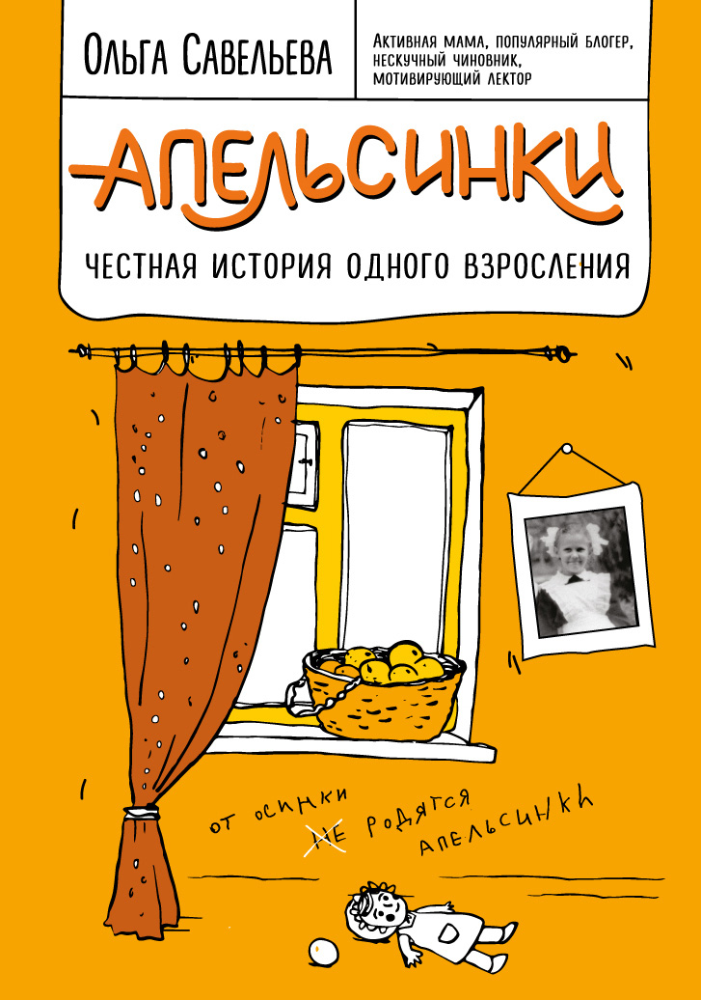 Ольга Савельева
Активная мама, популярный блогер,
нескучный чиновник,
мотивирующий лектор
АПЕЛЬСИНКИ
ЧЕСТНАЯ ИСТОРИЯ ОДНОГО ВЗРОСЛЕНИЯ
от осинки
не родятся
апельсинки